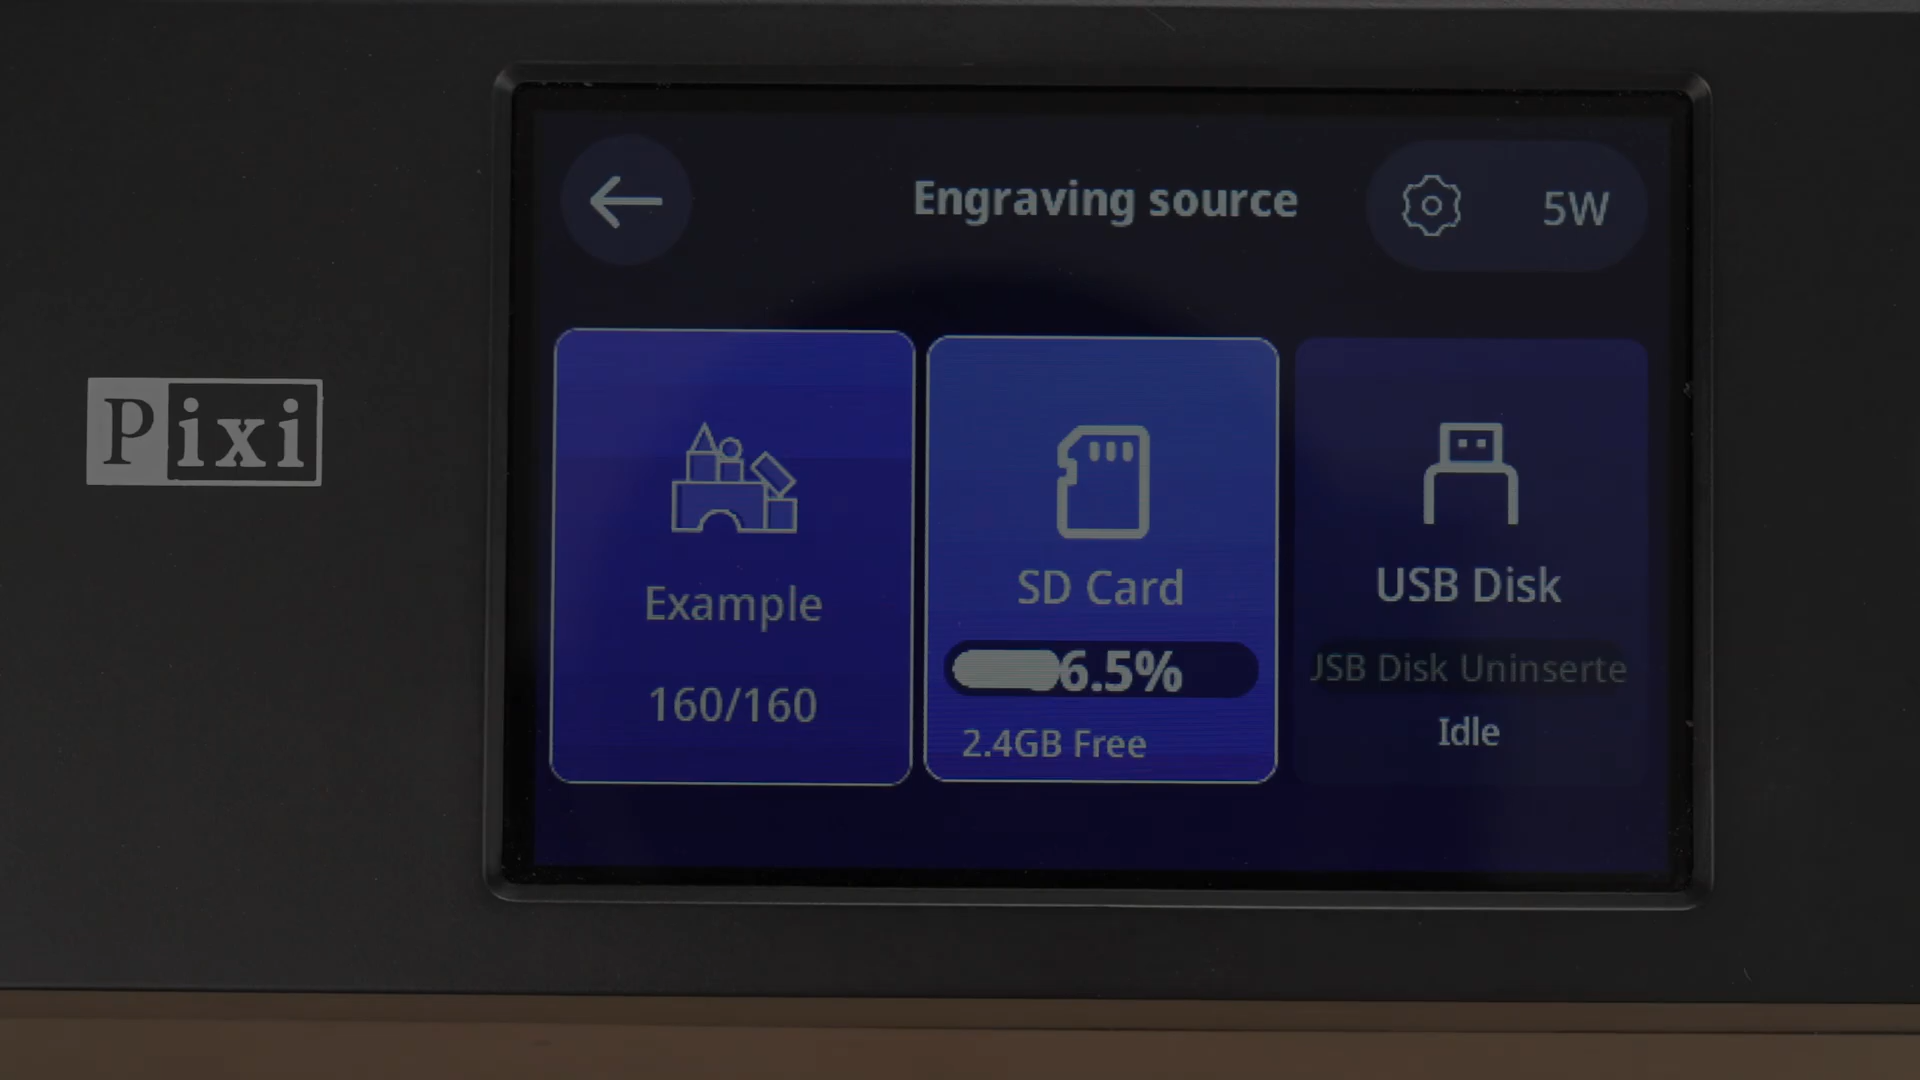 Engraving source
5W
Pixi
Example
160/160
SD Card
6.5%
2.4GB Free
USB Disk
JSB Disk Uninserte
Idle